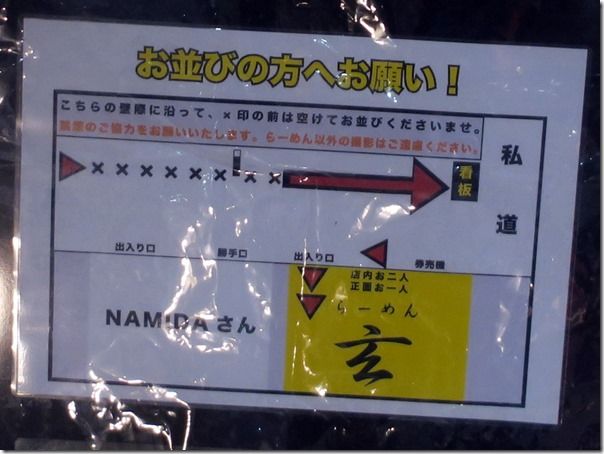 お並びの方へお願い！
こちらの壁際に沿って、×印の前は空けてお並びくださいませ。
のご協力をお願いいたします。らーめん以外の撮影はご遠慮ください。
×××××××××
看板
私道
出入り口
勝手口
出入り口
券売機
店内お二人
正面お一人
らーめん
玄
NAMIDAさん